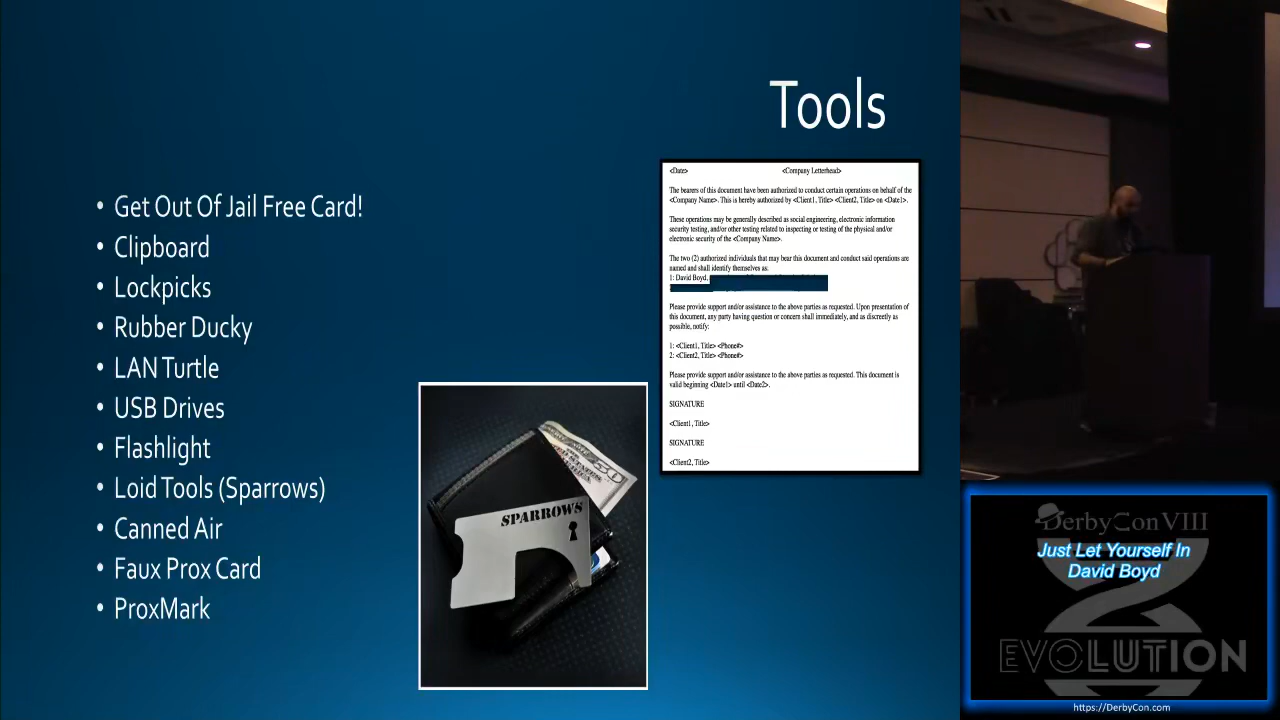 Tools
• Get Out Of Jail Free Card!
• Clipboard
• Lockpicks
• Rubber Ducky
• LAN Turtle
• USB Drives
• Flashlight
• Loid Tools (Sparrows)
• Canned Air
• Faux Prox Card
• ProxMark
<Date> <Company Letterhead>
The bearers of this document have been authorized to conduct certain operations on behalf of the
<Company Name>. This is hereby authorized by <Client1, Title> <Client2, Title> on <Date1>.
These operations may be generally described as social engineering, electronic information
security testing, and/or other testing related to inspecting or testing of the physical and/or
electronic security of the <Company Name>.
The two (2) authorized individuals that may bear this document and conduct said operations are
named and shall identify themselves as:
1: David Boyd,
Please provide support and/or assistance to the above parties as requested. Upon presentation of
this document, any party having question or concern shall immediately, and as discretely as
possible, notify:
1: <Client1, Title> <Phone#>
2: <Client2, Title> <Phone#>
Please provide support and/or assistance to the above parties as requested. This document is
valid beginning <Date1> until <Date2>.
SIGNATURE
<Client1, Title>
SIGNATURE
<Client2, Title>
SPARROWS
50
DerbyCon VIII
Just Let Yourself In
David Boyd
EVOLUTION
https://DerbyCon.com